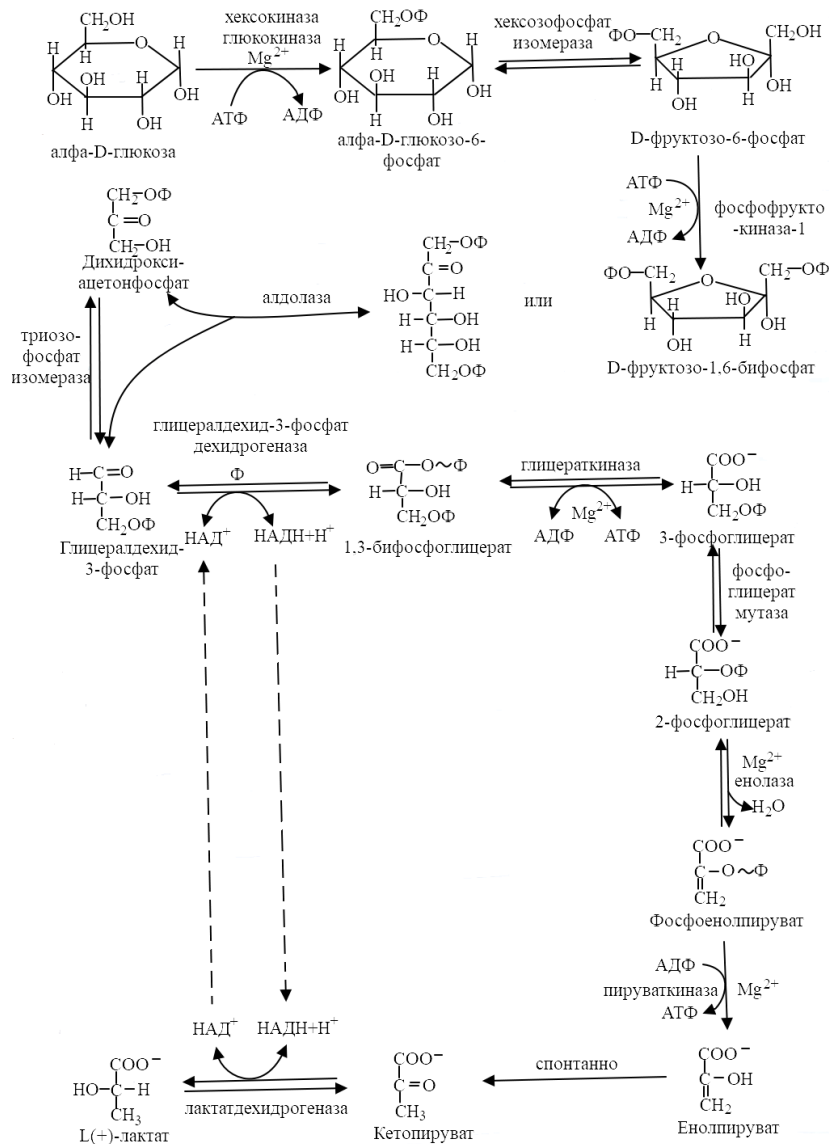 CH₂OH
H
H
O
H
H
OH
OH
H
OH
H
OH
алфа-D-глюкоза
хексокиназа
глюкокиназа
Mg²⁺
АТФ
АДФ
CH₂OФ
H
H
O
H
H
OH
OH
H
OH
H
OH
алфа-D-глюкозо-6-
фосфат
хексозофосфат
изомераза
ФО–CH₂
O
CH₂OH
H
H
HO
OH
OH
H
D-фруктозо-6-фосфат
АТФ
Mg²⁺
АДФ
фосфофрукто
-киназа-1
ФО–CH₂
O
CH₂–OФ
H
H
HO
OH
OH
H
D-фруктозо-1,6-бифосфат
или
CH₂–OФ
C=O
HO–C–H
H–C–OH
H–C–OH
CH₂OФ
алдолаза
CH₂–OФ
C=O
CH₂–OH
Дихидрокси-
ацетонфосфат
триозо-
фосфат
изомераза
H–C=O
H–C–OH
CH₂OФ
Глицералдехид-
3-фосфат
глицералдехид-3-фосфат
дехидрогеназа
Ф
НАД⁺
НАДН+H⁺
O=C–O~Ф
H–C–OH
CH₂OФ
1,3-бифосфоглицерат
глицераткиназа
Mg²⁺
АДФ
АТФ
COO⁻
H–C–OH
CH₂OФ
3-фосфоглицерат
фосфо-
глицерат
мутаза
COO⁻
H–C–OФ
CH₂OH
2-фосфоглицерат
Mg²⁺
енолаза
H₂O
COO⁻
C–O~Ф
CH₂
Фосфоенолпируват
АДФ
пируваткиназа
Mg²⁺
АТФ
COO⁻
C–OH
CH₂
Енолпируват
спонтанно
COO⁻
C=O
CH₃
Кетопируват
НАД⁺
НАДН+H⁺
лактатдехидрогеназа
COO⁻
HO–C–H
CH₃
L(+)-лактат